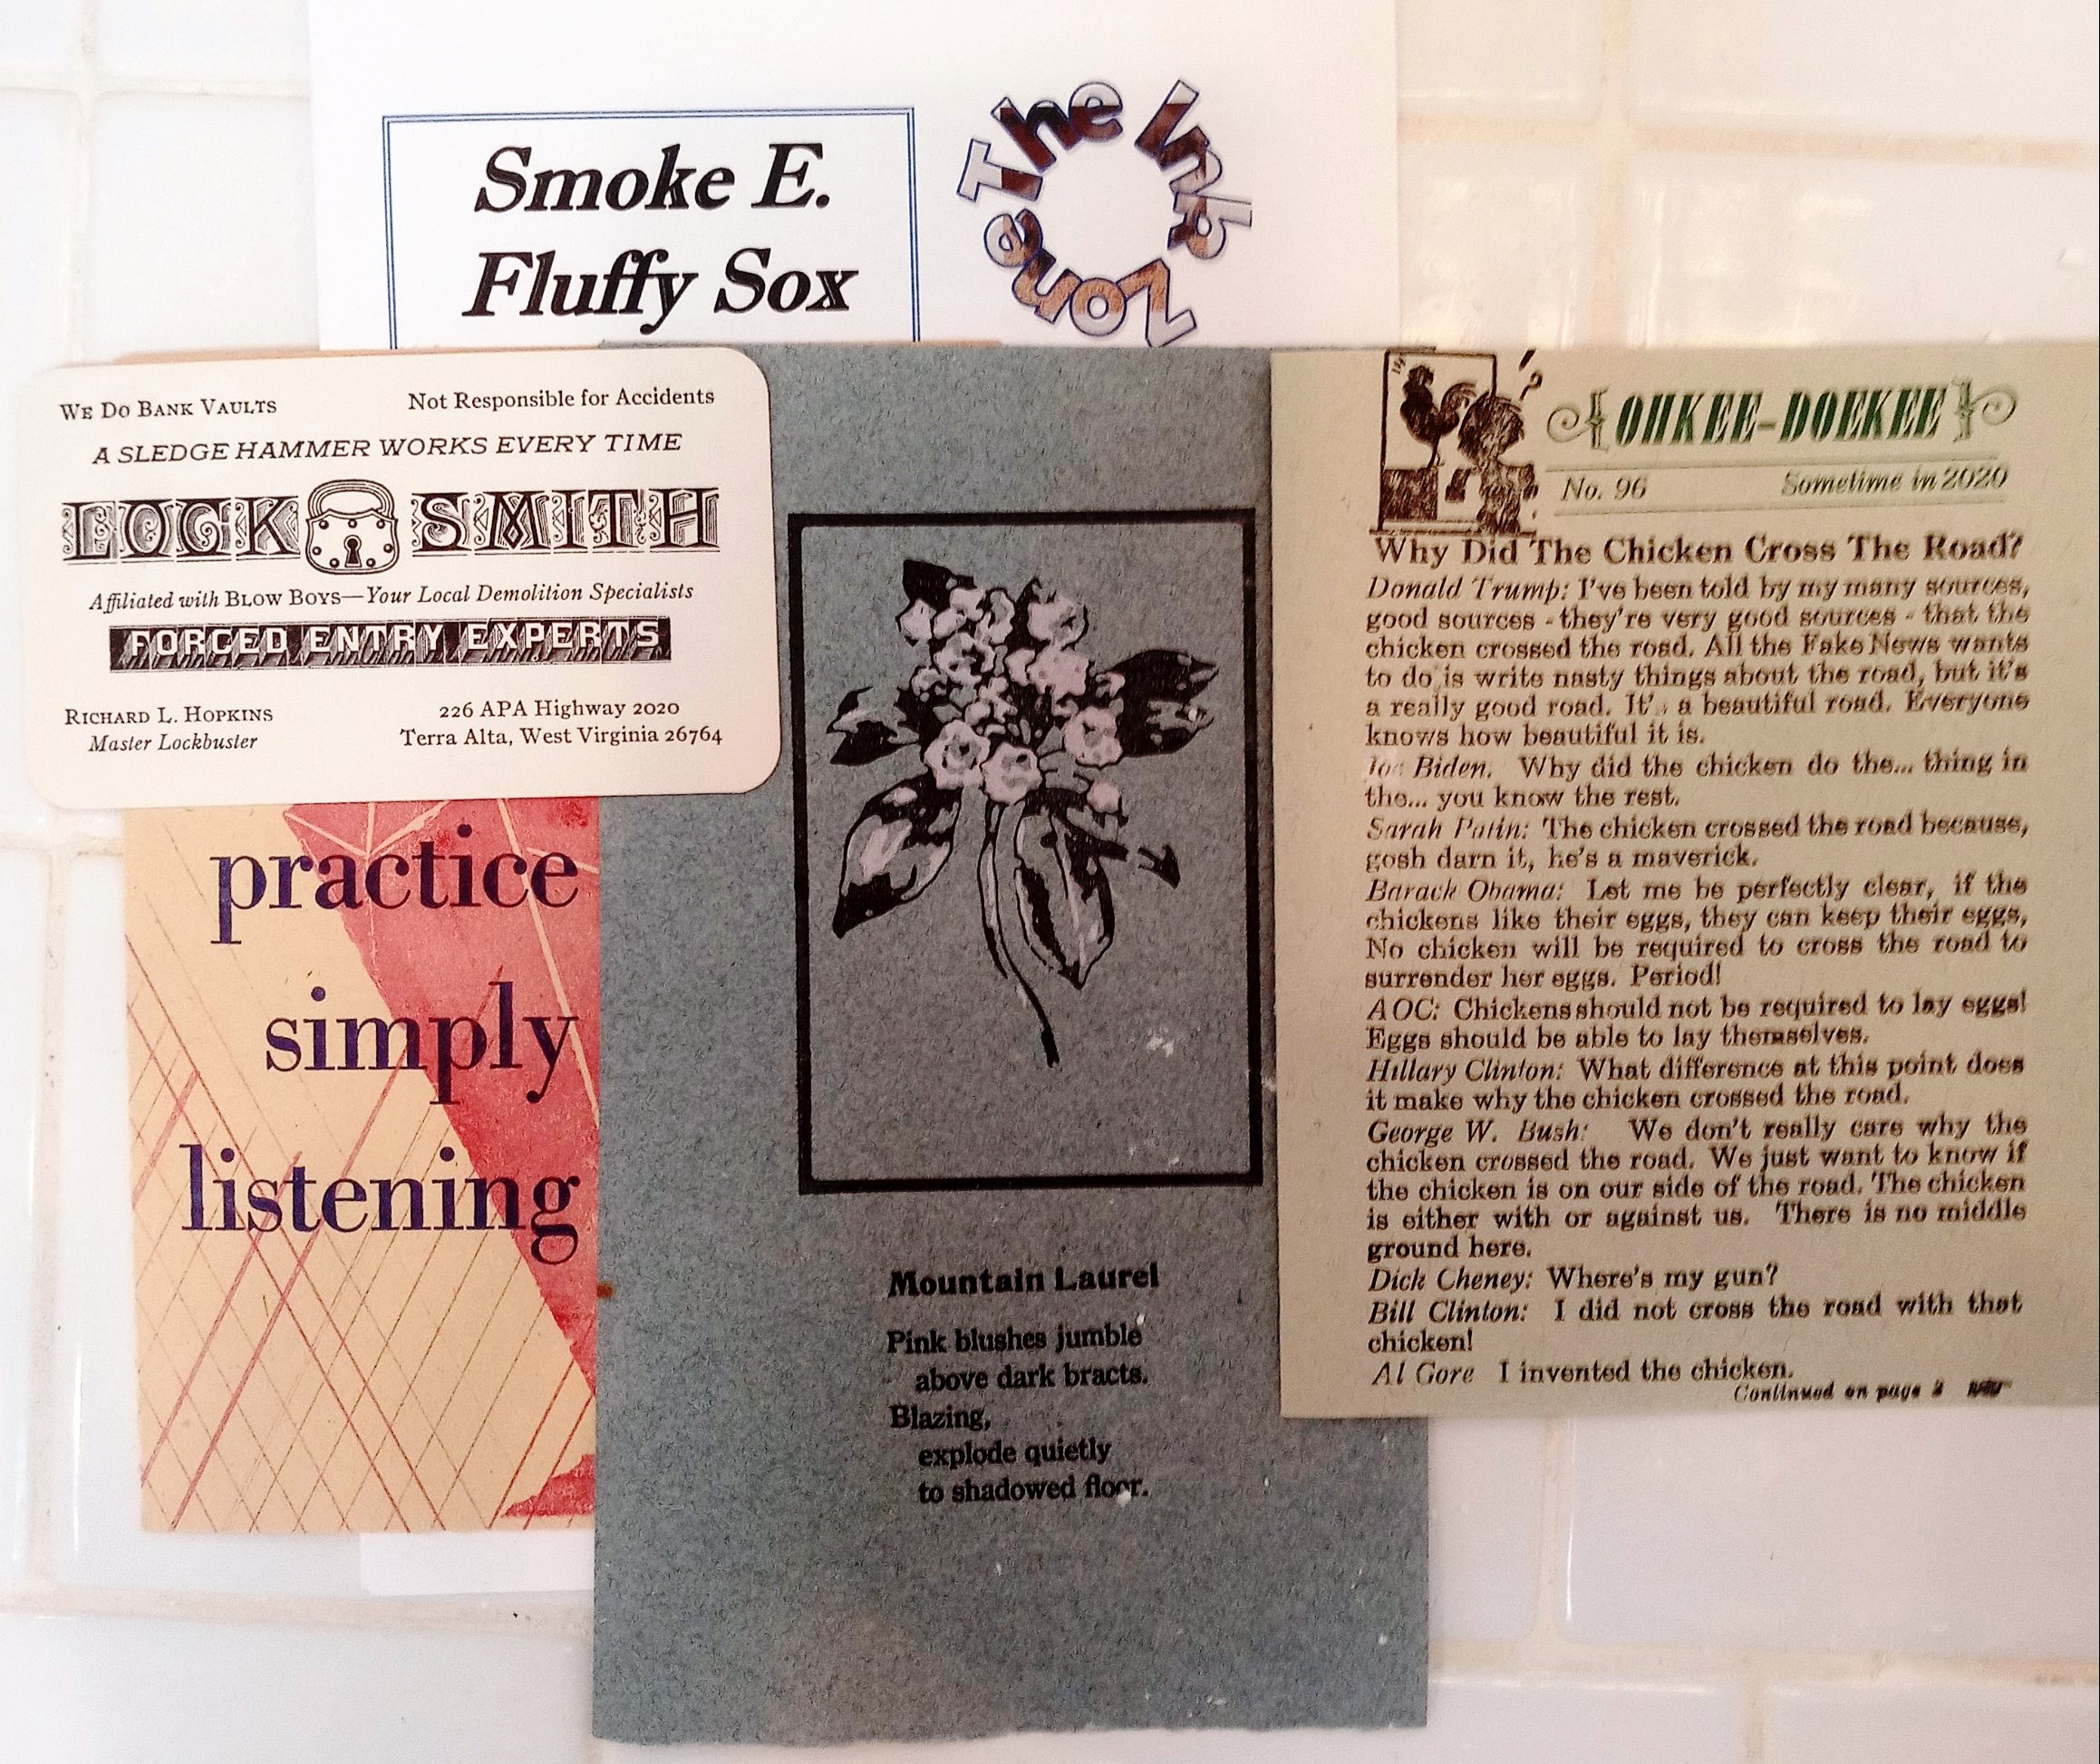 Smoke E.
Fluffy Sox
The Ink Zone
We Do Bank Vaults
Not Responsible for Accidents
A SLEDGE HAMMER WORKS EVERY TIME
LOCK SMITH
Affiliated with Blow Boys—Your Local Demolition Specialists
FORCED ENTRY EXPERTS
Richard L. Hopkins
Master Lockbuster
226 APA Highway 2020
Terra Alta, West Virginia 26764
practice
simply
listening
Mountain Laurel
Pink blushes jumble
above dark bracts.
Blazing,
explode quietly
to shadowed floor.
OHKEE-DOEKEE
No. 96 Sometime in 2020
Why Did The Chicken Cross The Road?
Donald Trump: I've been told by my many sources,
good sources - they're very good sources - that the
chicken crossed the road. All the Fake News wants
to do is write nasty things about the road, but it's
a really good road. It's a beautiful road. Everyone
knows how beautiful it is.
Joe Biden. Why did the chicken do the... thing in
the... you know the rest.
Sarah Palin: The chicken crossed the road because,
gosh darn it, he's a maverick.
Barack Obama: Let me be perfectly clear, if the
chickens like their eggs, they can keep their eggs,
No chicken will be required to cross the road to
surrender her eggs. Period!
AOC: Chickens should not be required to lay eggs!
Eggs should be able to lay themselves.
Hillary Clinton: What difference at this point does
it make why the chicken crossed the road.
George W. Bush: We don't really care why the
chicken crossed the road. We just want to know if
the chicken is on our side of the road. The chicken
is either with or against us. There is no middle
ground here.
Dick Cheney: Where's my gun?
Bill Clinton: I did not cross the road with that
chicken!
Al Gore I invented the chicken.
Continued on page